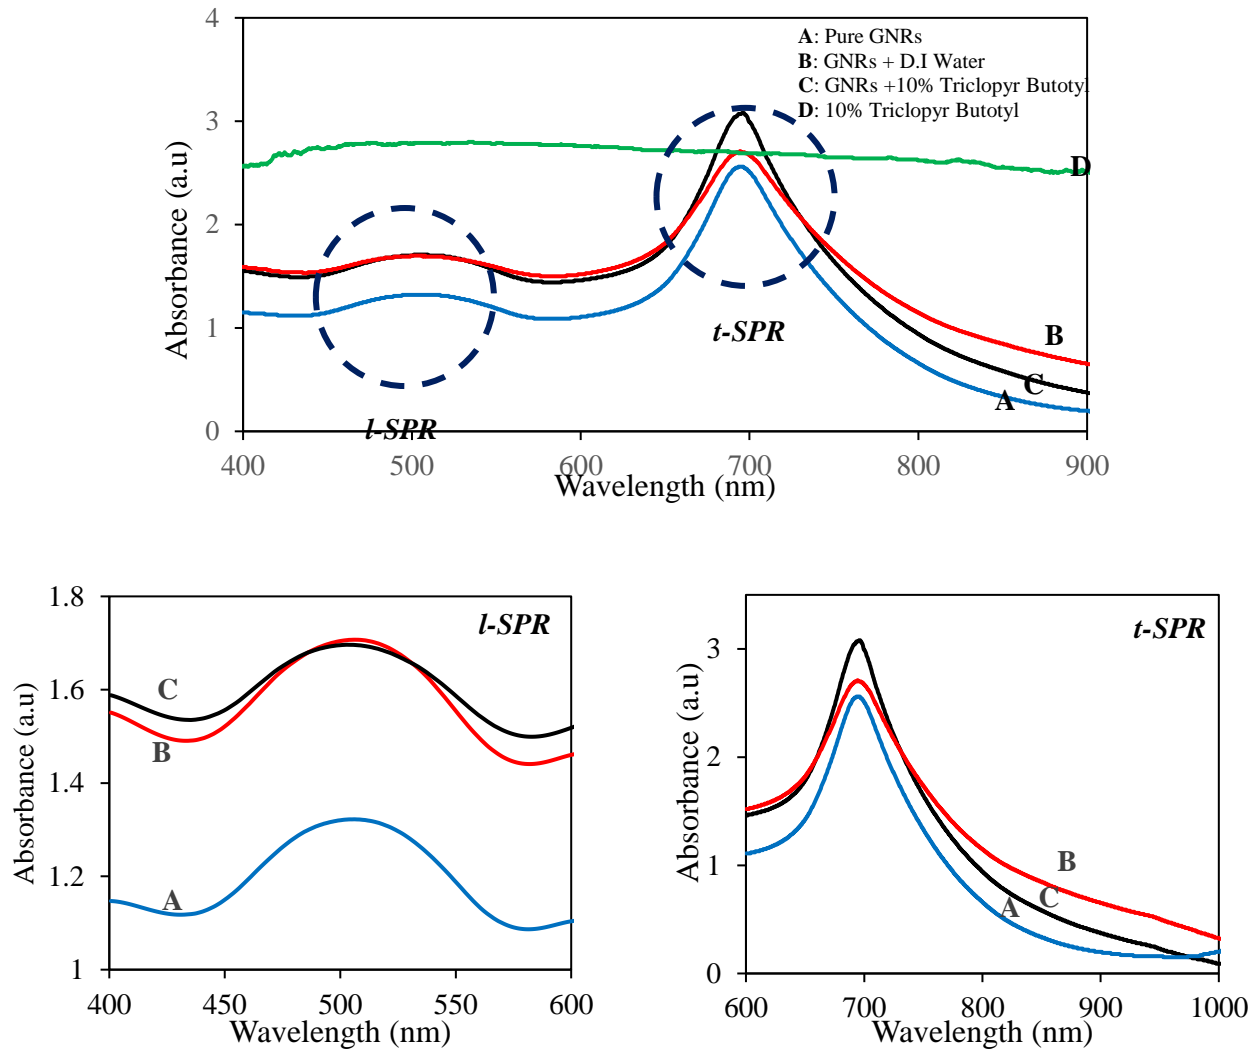 4
3
2
1
0
Absorbance (a.u)
A: Pure GNRs
B: GNRs + D.I Water
C: GNRs +10% Triclopyr Butotyl
D: 10% Triclopyr Butotyl
D
t-SPR
B
C
A
l-SPR
400 500 600 700 800 900
Wavelength (nm)
1.8
1.6
1.4
1.2
1
Absorbance (a.u)
l-SPR
C
B
A
400 450 500 550 600
Wavelength (nm)
3
2
1
0
Absorbance (a.u)
t-SPR
B
C
A
600 700 800 900 1000
Wavelength (nm)